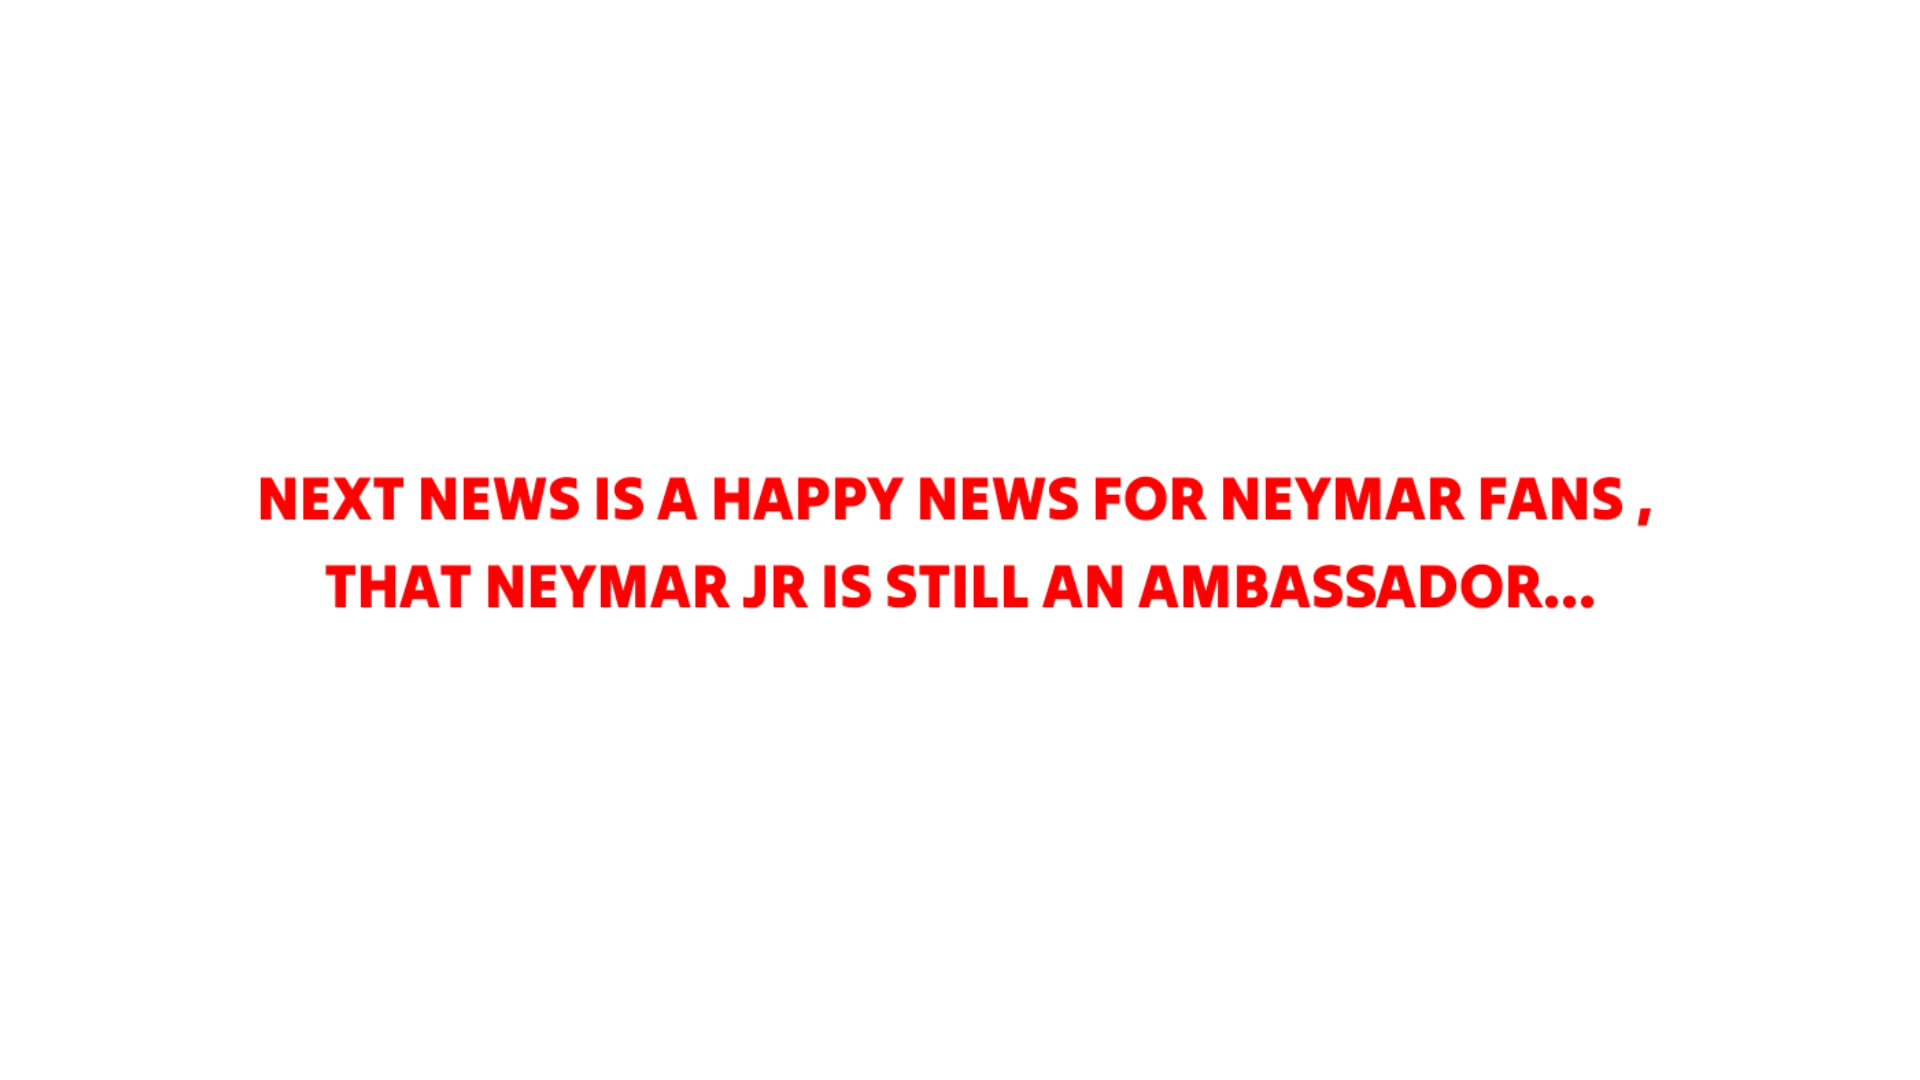 NEXT NEWS IS A HAPPY NEWS FOR NEYMAR FANS ,
THAT NEYMAR JR IS STILL AN AMBASSADOR...